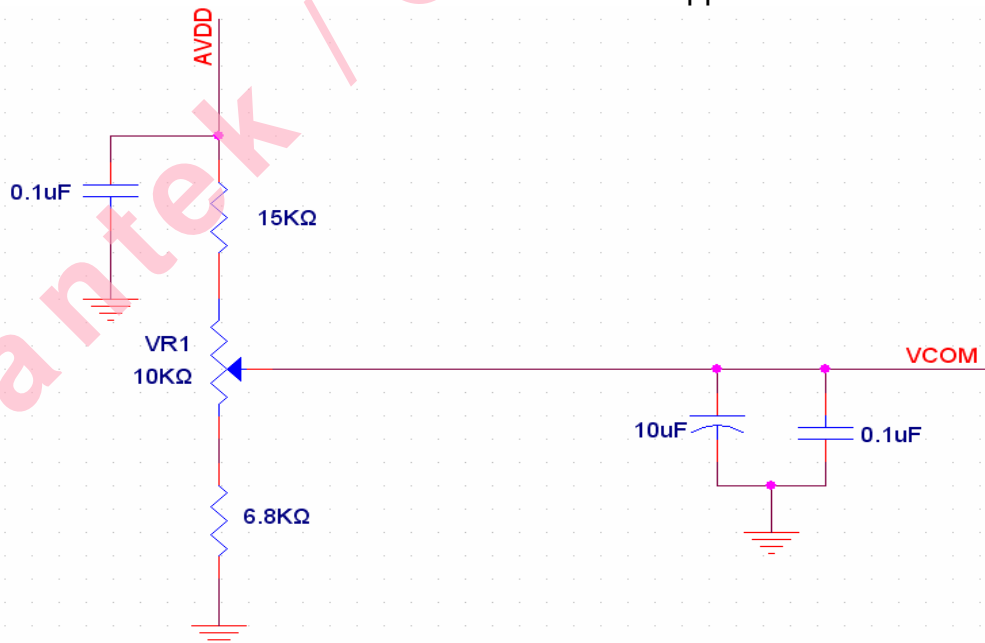 AVDD
0.1uF
15KΩ
VR1
10KΩ
VCOM
10uF
0.1uF
6.8KΩ
antek /